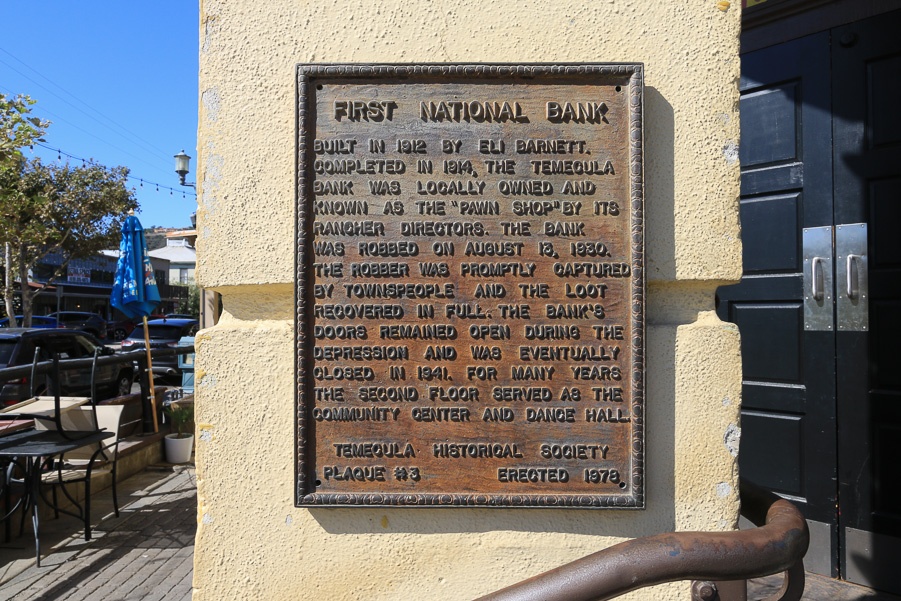 FIRST NATIONAL BANK
BUILT IN 1912 BY ELI BARNETT.
COMPLETED IN 1914, THE TEMECULA
BANK WAS LOCALLY OWNED AND
KNOWN AS THE "PAWN SHOP" BY ITS
RANCHER DIRECTORS. THE BANK
WAS ROBBED ON AUGUST 13, 1930.
THE ROBBER WAS PROMPTLY CAPTURED
BY TOWNSPEOPLE AND THE LOOT
RECOVERED IN FULL. THE BANK'S
DOORS REMAINED OPEN DURING THE
DEPRESSION AND WAS EVENTUALLY
CLOSED IN 1941. FOR MANY YEARS
THE SECOND FLOOR SERVED AS THE
COMMUNITY CENTER AND DANCE HALL.
TEMECULA HISTORICAL SOCIETY
PLAQUE #3 ERECTED 1978